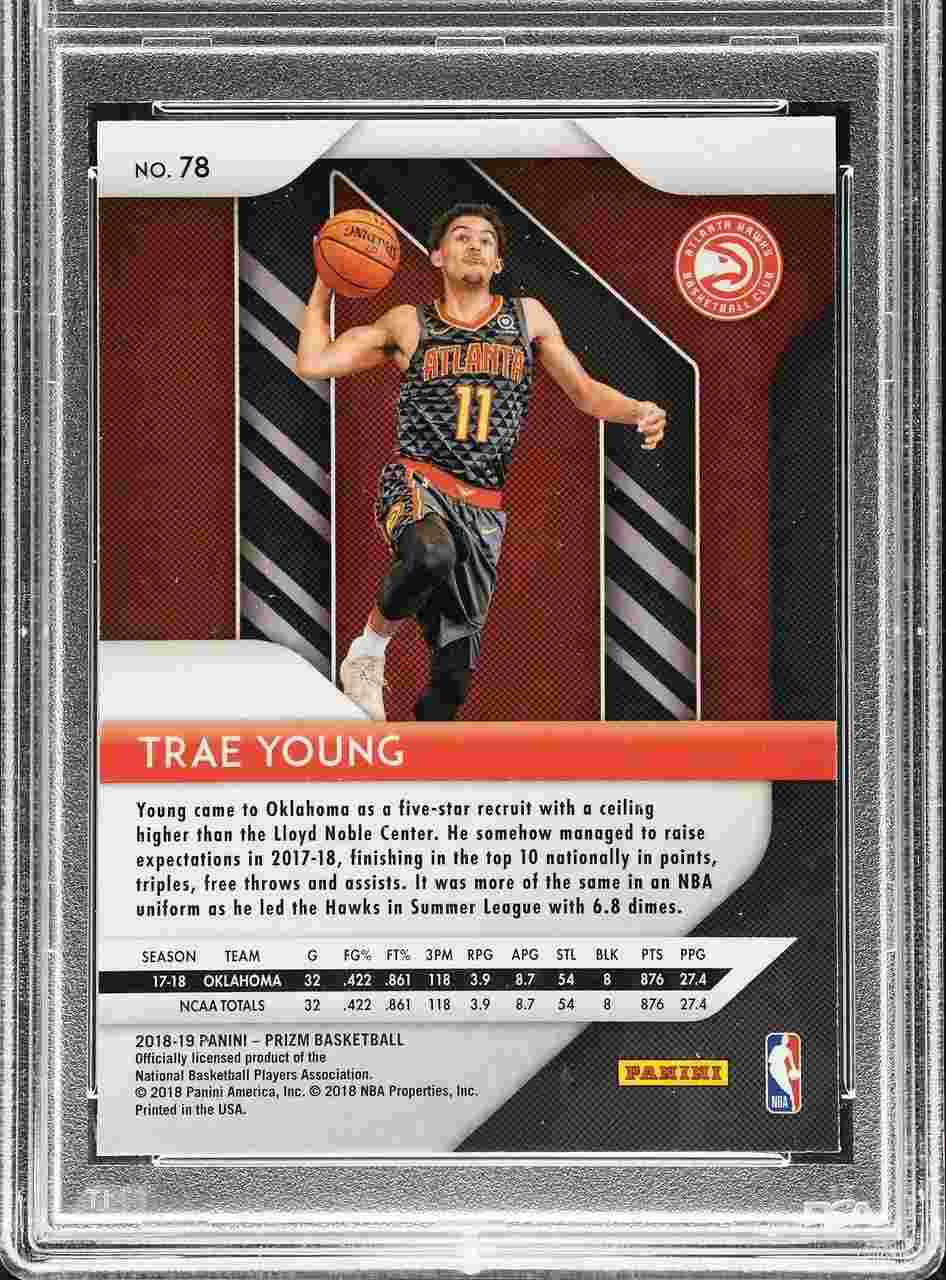 NO. 78
SPALDING
ATLANTA HAWKS
BASKETBALL CLUB
ATLANTA
11
TRAE YOUNG
Young came to Oklahoma as a five-star recruit with a ceiling
higher than the Lloyd Noble Center. He somehow managed to raise
expectations in 2017-18, finishing in the top 10 nationally in points,
triples, free throws and assists. It was more of the same in an NBA
uniform as he led the Hawks in Summer League with 6.8 dimes.
SEASON TEAM G FG% FT% 3PM RPG APG STL BLK PTS PPG
17-18 OKLAHOMA 32 .422 .861 118 3.9 8.7 54 8 876 27.4
NCAA TOTALS 32 .422 .861 118 3.9 8.7 54 8 876 27.4
2018-19 PANINI – PRIZM BASKETBALL
Officially licensed product of the
National Basketball Players Association.
© 2018 Panini America, Inc. © 2018 NBA Properties, Inc.
Printed in the USA.
PANINI
NBA
PSA